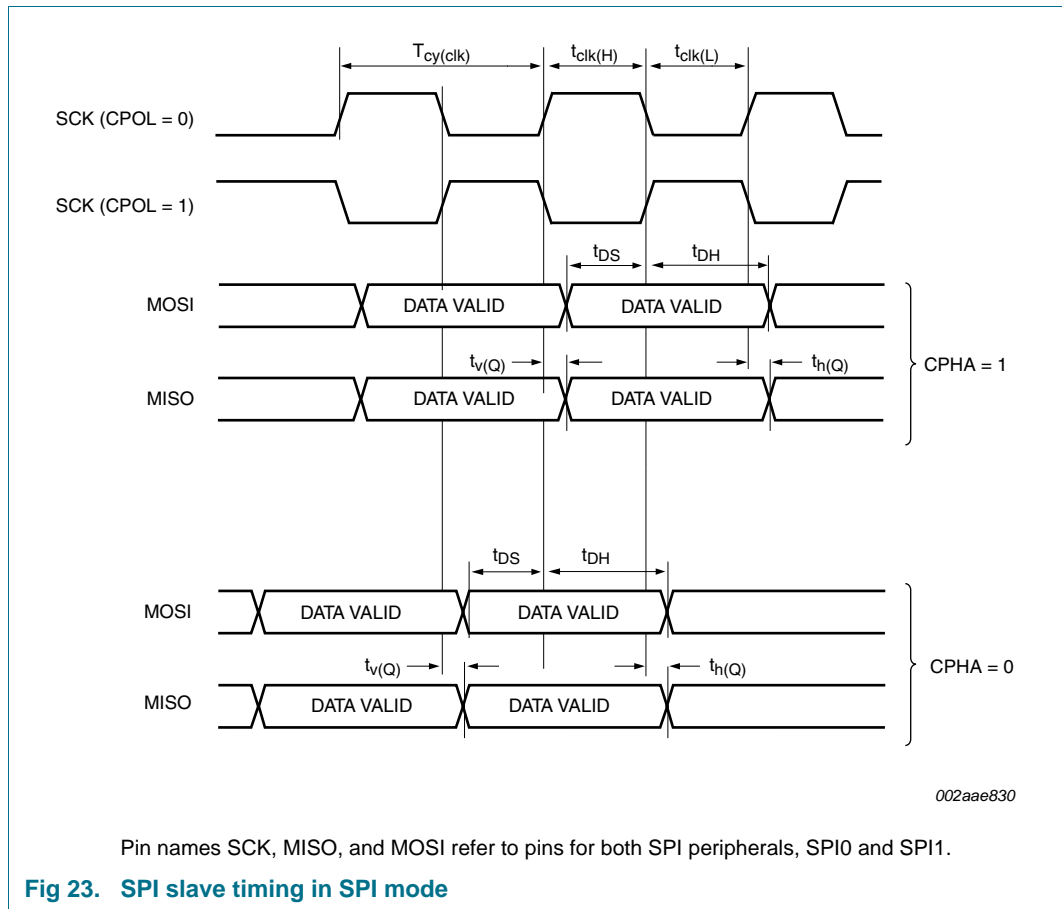 Tcy(clk) tclk(H) tclk(L)
SCK (CPOL = 0)
SCK (CPOL = 1)
tDS tDH
MOSI DATA VALID DATA VALID
tv(Q) th(Q) CPHA = 1
MISO DATA VALID DATA VALID
tDS tDH
MOSI DATA VALID DATA VALID
tv(Q) th(Q) CPHA = 0
MISO DATA VALID DATA VALID
002aae830
Pin names SCK, MISO, and MOSI refer to pins for both SPI peripherals, SPI0 and SPI1.
Fig 23. SPI slave timing in SPI mode